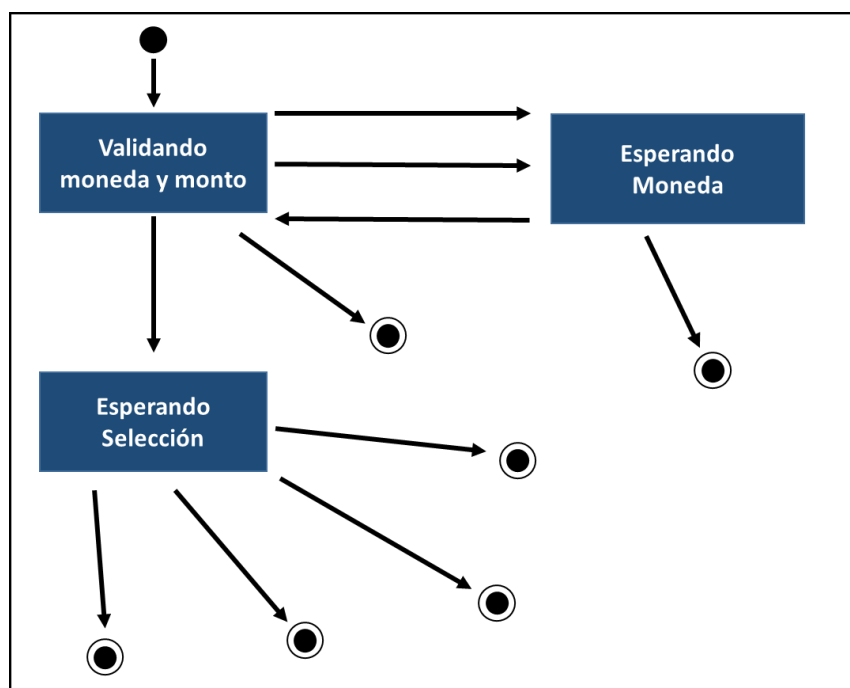 Validando
moneda y monto
Esperando
Moneda
Esperando
Selección